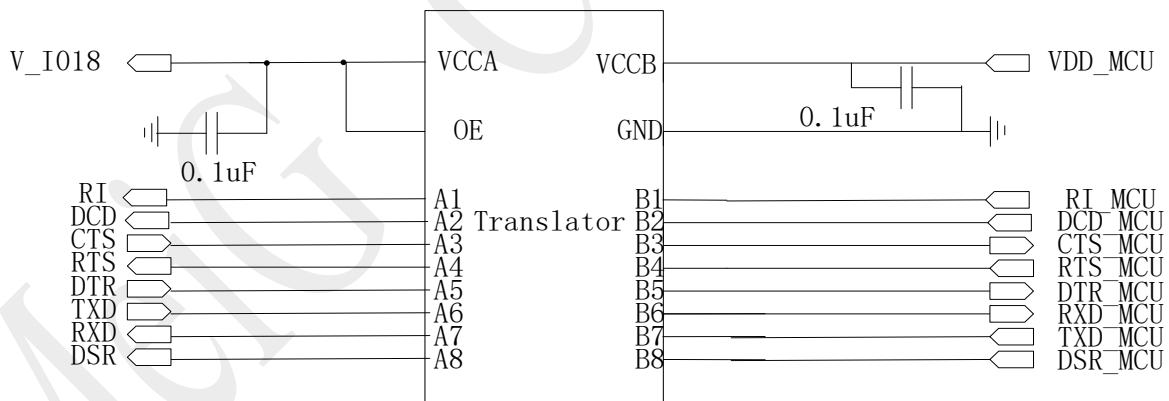 V_IO18 VCCA VCCB VDD_MCU
OE GND 0.1uF
0.1uF
RI A1 B1 RI_MCU
DCD A2 Translator B2 DCD_MCU
CTS A3 B3 CTS_MCU
RTS A4 B4 RTS_MCU
DTR A5 B5 DTR_MCU
TXD A6 B6 RXD_MCU
RXD A7 B7 TXD_MCU
DSR A8 B8 DSR_MCU